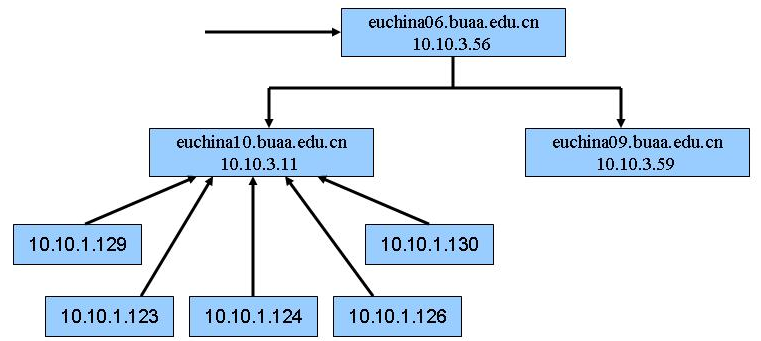 euchina06.buaa.edu.cn
10.10.3.56
euchina10.buaa.edu.cn
10.10.3.11
euchina09.buaa.edu.cn
10.10.3.59
10.10.1.129
10.10.1.130
10.10.1.123
10.10.1.124
10.10.1.126